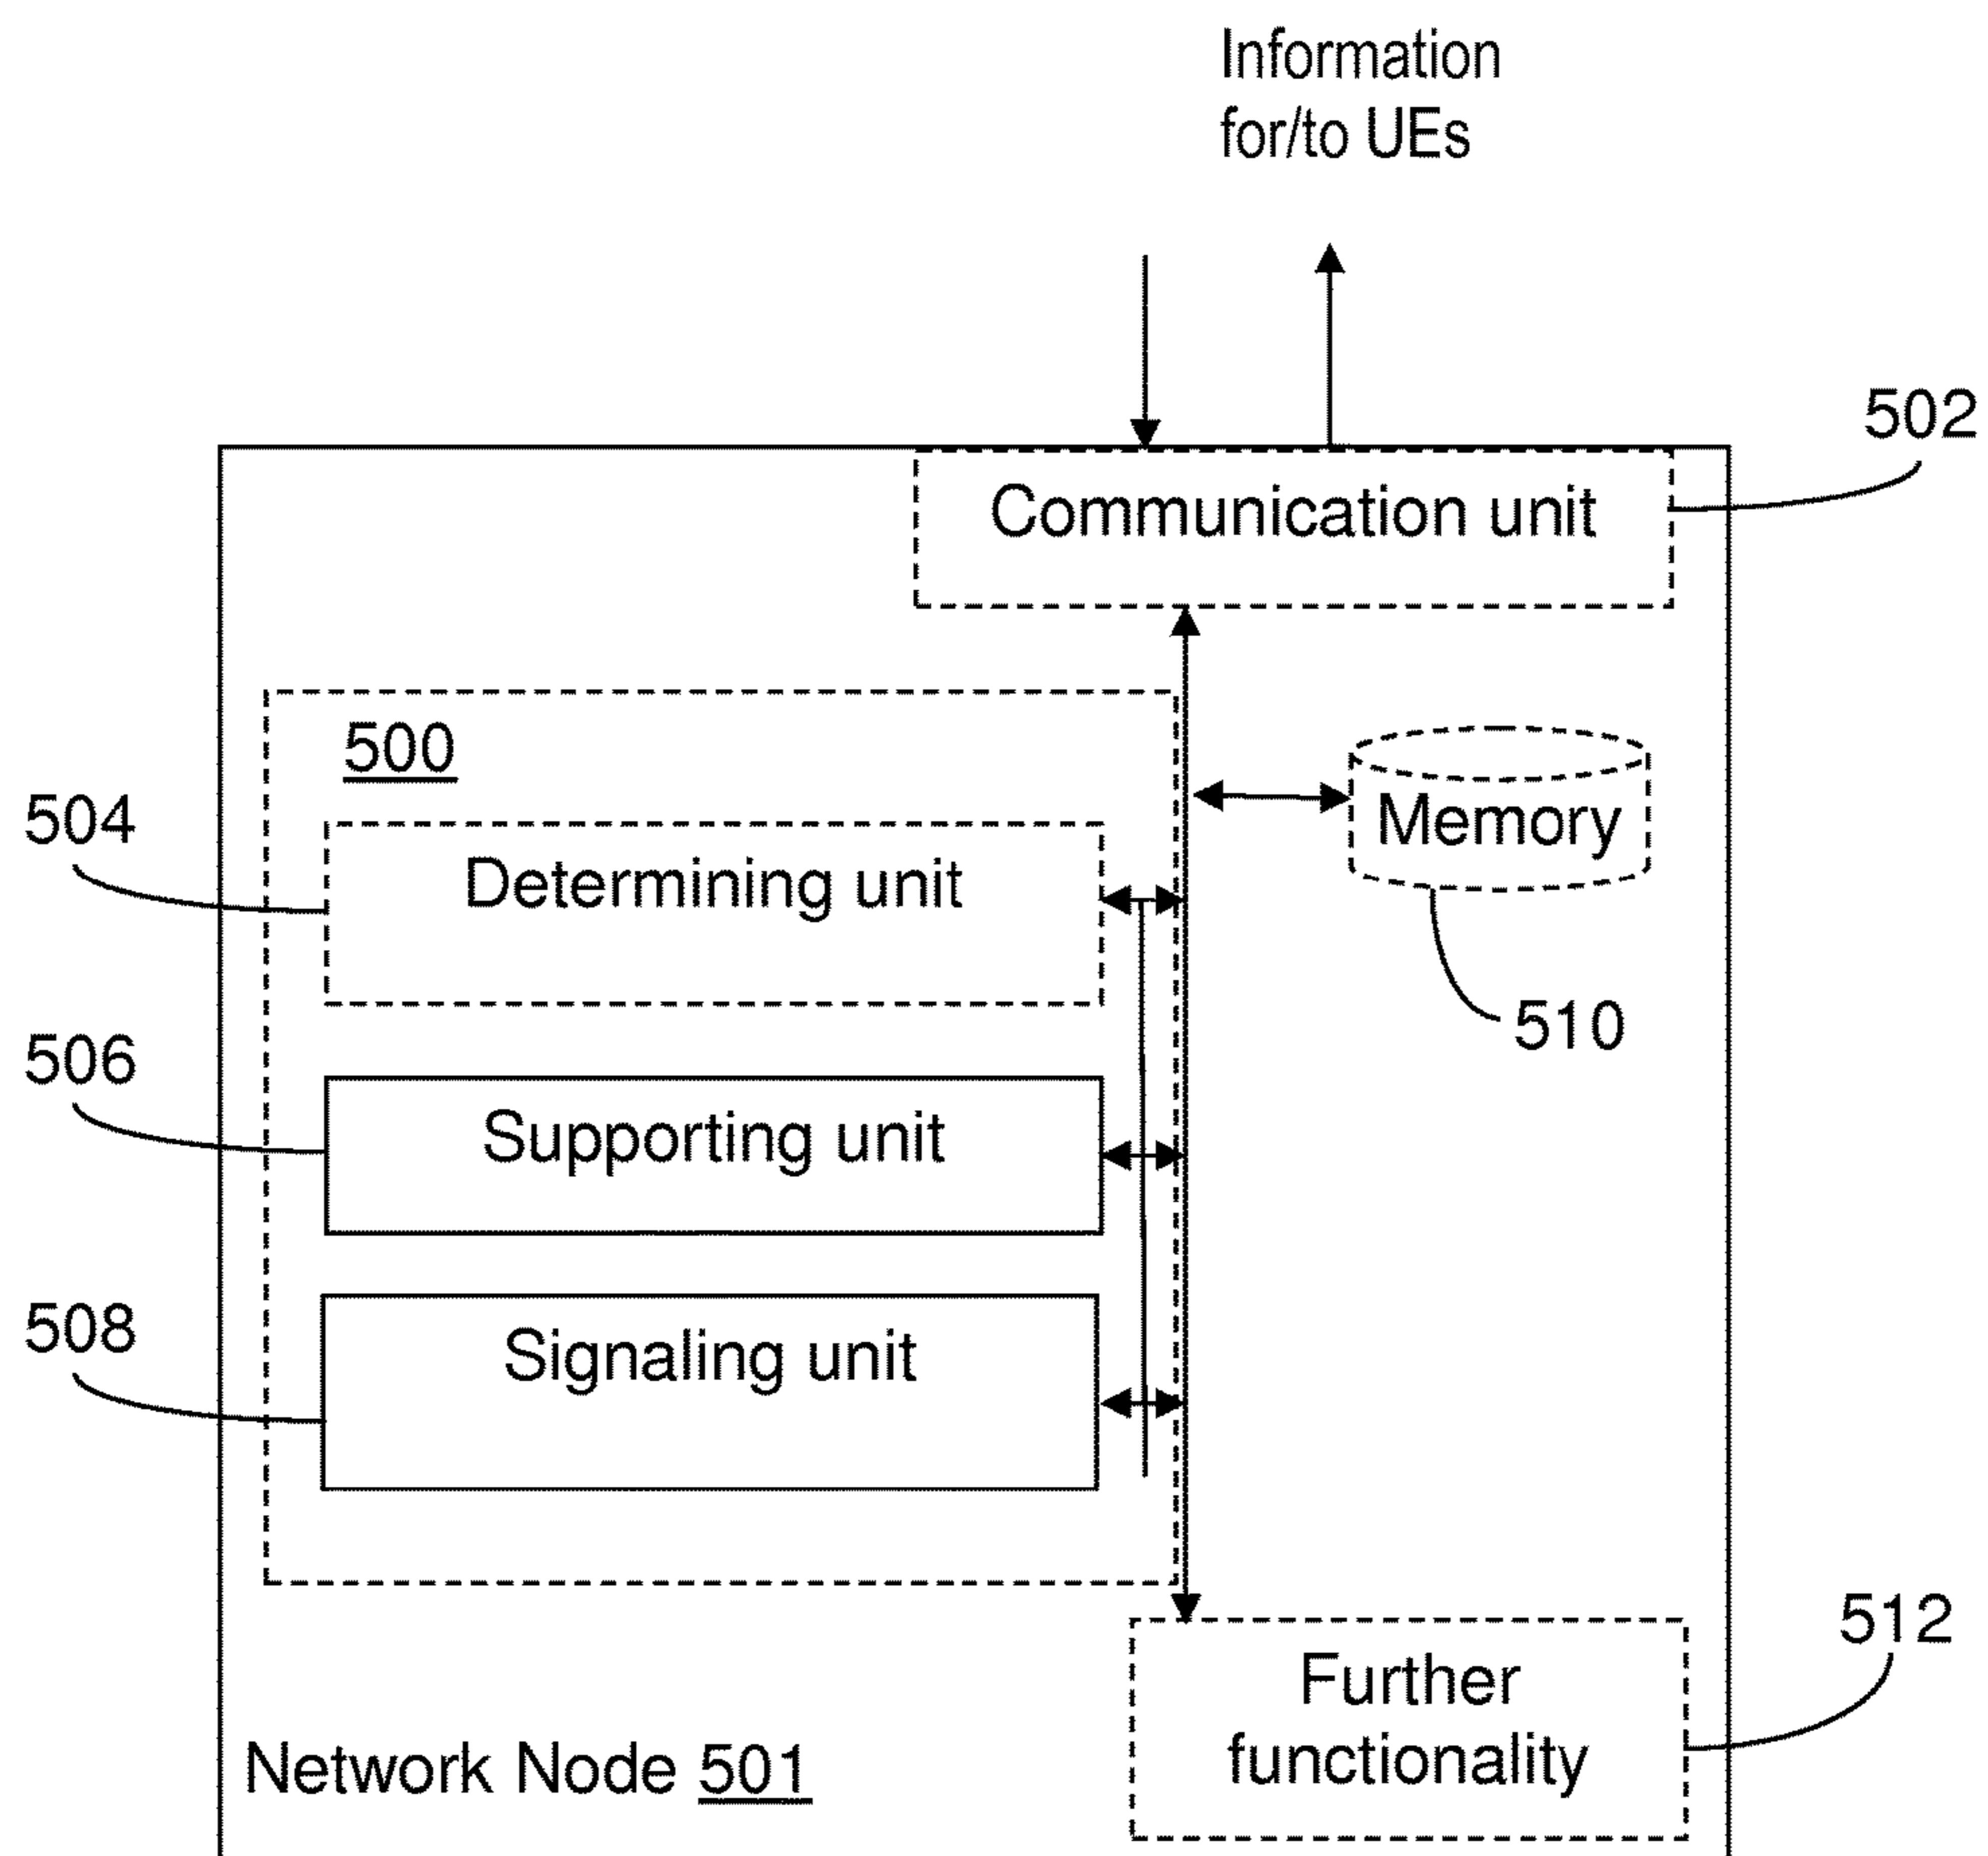 Information
for/to UEs
502
Communication unit
500
504
Determining unit
Memory
510
506
Supporting unit
508
Signaling unit
512
Further
functionality
Network Node 501